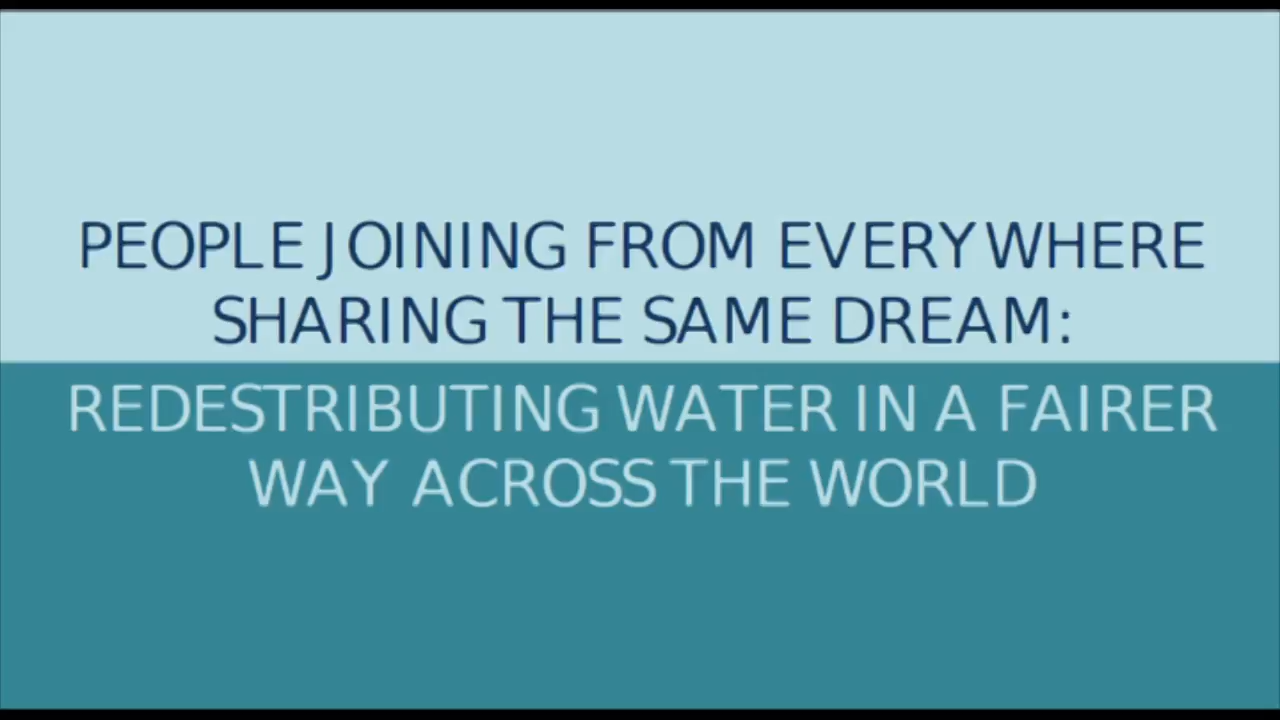 PEOPLE JOINING FROM EVERYWHERE
SHARING THE SAME DREAM:
REDESTRIBUTING WATER IN A FAIRER
WAY ACROSS THE WORLD